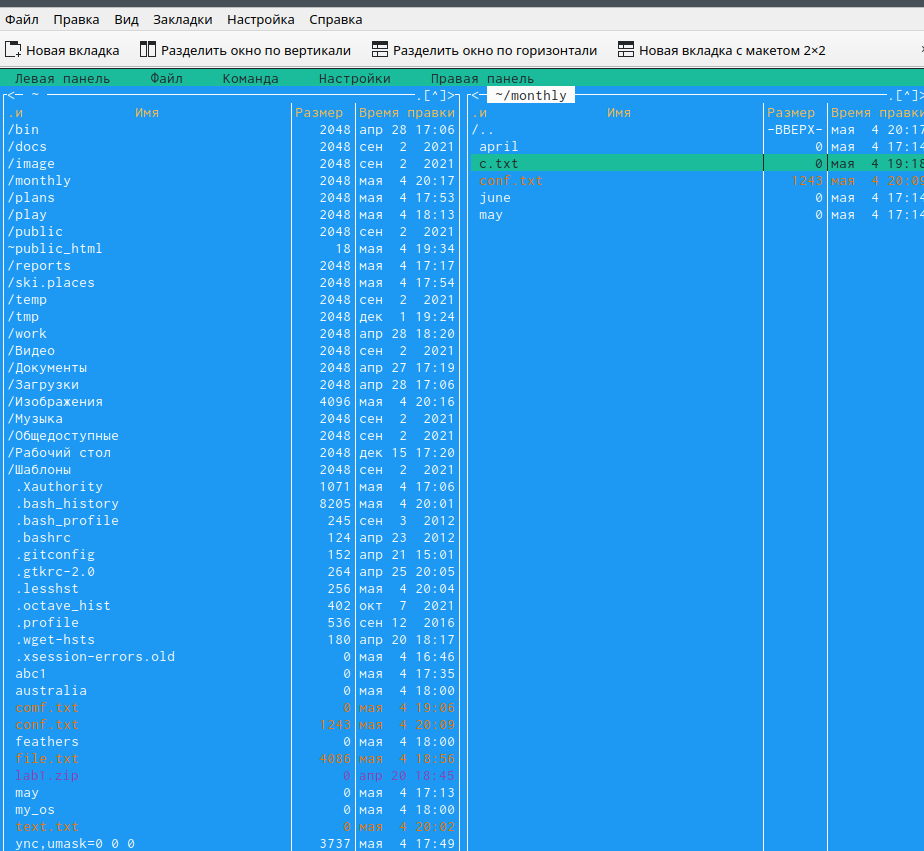 Файл Правка Вид Закладки Настройка Справка
Новая вкладка Разделить окно по вертикали Разделить окно по горизонтали Новая вкладка с макетом 2×2
Левая панель Файл Команда Настройки Правая панель
<─ ~ .[^]> <─ ~/monthly .[^]>
.и Имя Размер Время правки .и Имя Размер Время правки
/bin 2048 апр 28 17:06 /.. -ВВЕРХ- мая 4 20:17
/docs 2048 сен 2 2021 april 0 мая 4 17:14
/image 2048 сен 2 2021 c.txt 0 мая 4 19:18
/monthly 2048 мая 4 20:17 conf.txt 1243 мая 4 20:09
/plans 2048 мая 4 17:53 june 0 мая 4 17:14
/play 2048 мая 4 18:13 may 0 мая 4 17:14
/public 2048 сен 2 2021
~public_html 18 мая 4 19:34
/reports 2048 мая 4 17:17
/ski.places 2048 мая 4 17:54
/temp 2048 сен 2 2021
/tmp 2048 дек 1 19:24
/work 2048 апр 28 18:20
/Видео 2048 сен 2 2021
/Документы 2048 апр 27 17:19
/Загрузки 2048 апр 28 17:06
/Изображения 4096 мая 4 20:16
/Музыка 2048 сен 2 2021
/Общедоступные 2048 сен 2 2021
/Рабочий стол 2048 дек 15 17:20
/Шаблоны 2048 сен 2 2021
.Xauthority 1071 мая 4 17:06
.bash_history 8205 мая 4 20:01
.bash_profile 245 сен 3 2012
.bashrc 124 апр 23 2012
.gitconfig 152 апр 21 15:01
.gtkrc-2.0 264 апр 25 20:05
.lesshst 256 мая 4 20:04
.octave_hist 402 окт 7 2021
.profile 536 сен 12 2016
.wget-hsts 180 апр 20 18:17
.xsession-errors.old 0 мая 4 16:46
abc1 0 мая 4 17:35
australia 0 мая 4 18:00
comf.txt 0 мая 4 19:06
conf.txt 1243 мая 4 20:09
feathers 0 мая 4 18:00
file.txt 4086 мая 4 18:56
lab1.zip 0 апр 20 18:45
may 0 мая 4 17:13
my_os 0 мая 4 18:00
text.txt 0 мая 4 20:02
ync,umask=0 0 0 3737 мая 4 17:49